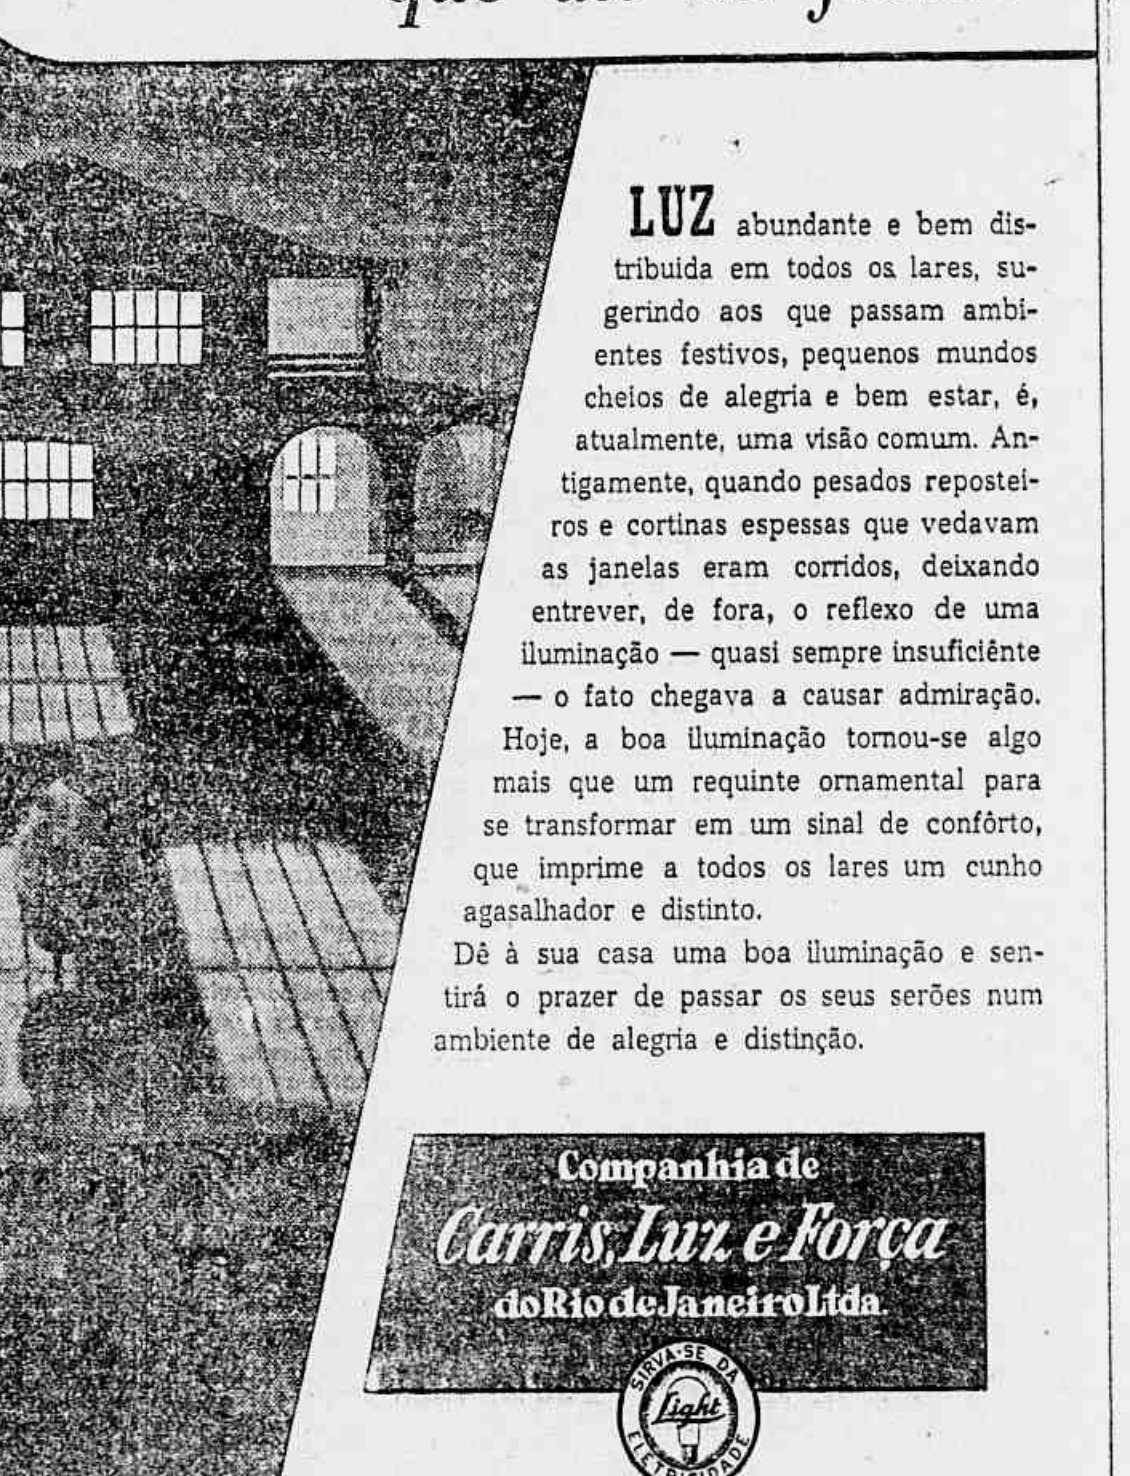 LUZ abundante e bem dis-
tribuida em todos os lares, su-
gerindo aos que passam ambi-
entes festivos, pequenos mundos
cheios de alegria e bem estar, é,
atualmente, uma visão comum. An-
tigamente, quando pesados repostei-
ros e cortinas espessas que vedavam
as janelas eram corridos, deixando
entrever, de fora, o reflexo de uma
iluminação — quasi sempre insuficiênte
— o fato chegava a causar admiração.
Hoje, a boa iluminação tornou-se algo
mais que um requinte ornamental para
se transformar em um sinal de confôrto,
que imprime a todos os lares um cunho
agasalhador e distinto.
Dê à sua casa uma boa iluminação e sen-
tirá o prazer de passar os seus serões num
ambiente de alegria e distinção.
Companhia de
Carris, Luz e Força
do Rio de Janeiro Ltda.
SIRVA-SE DA
Light
ELETRICIDADE